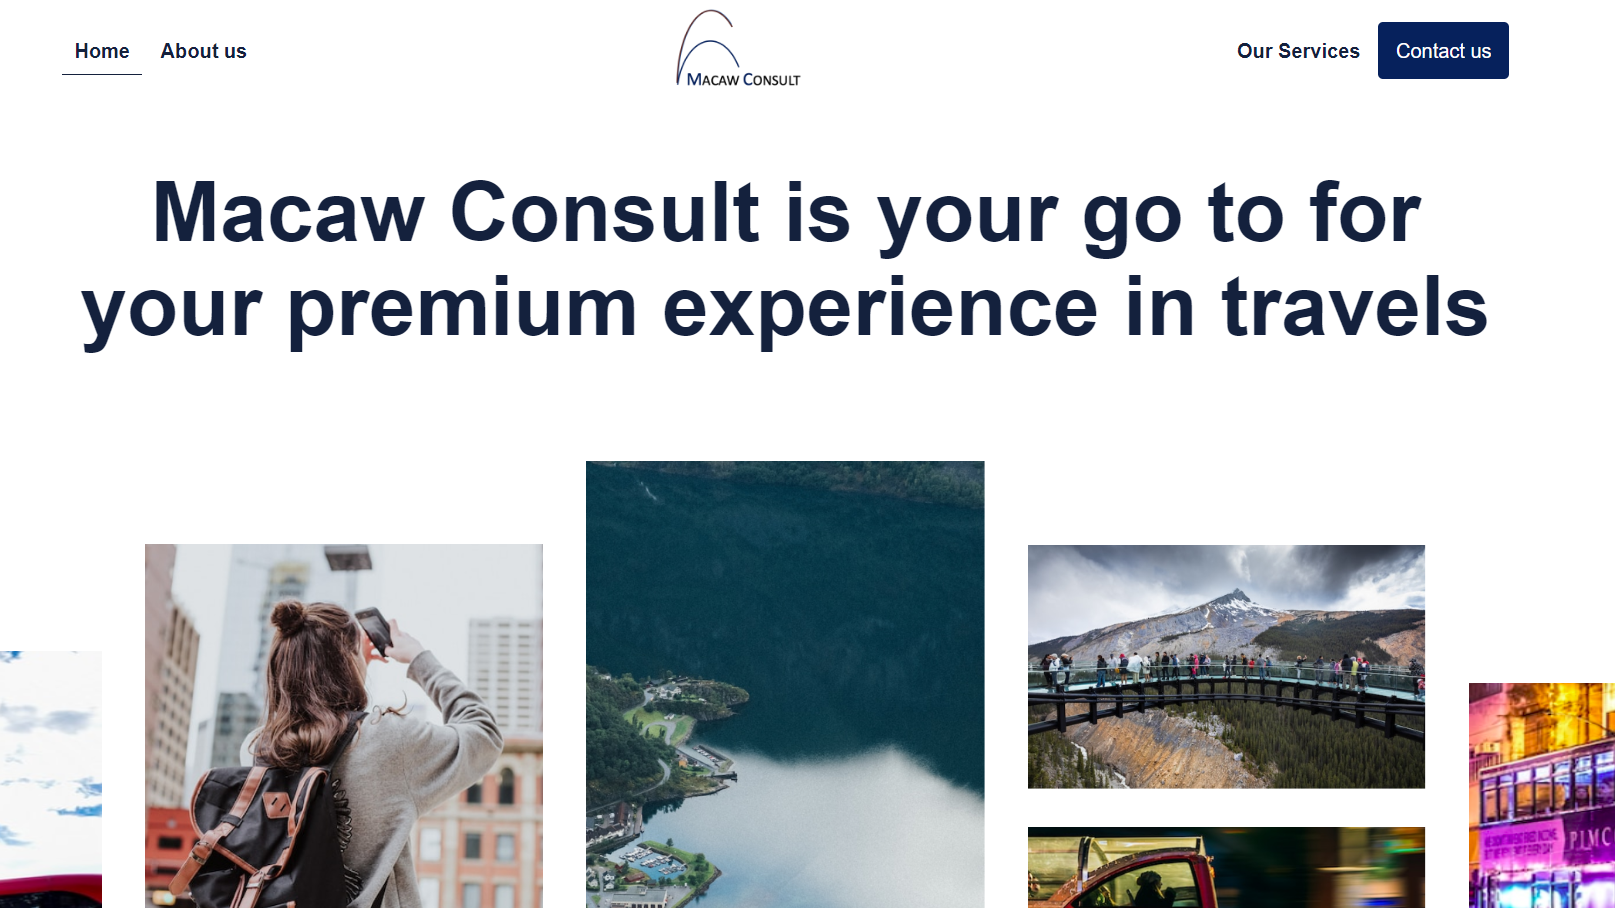 Home
About us
MACAW CONSULT
Our Services
Contact us
Macaw Consult is your go to for
your premium experience in travels
PLMC